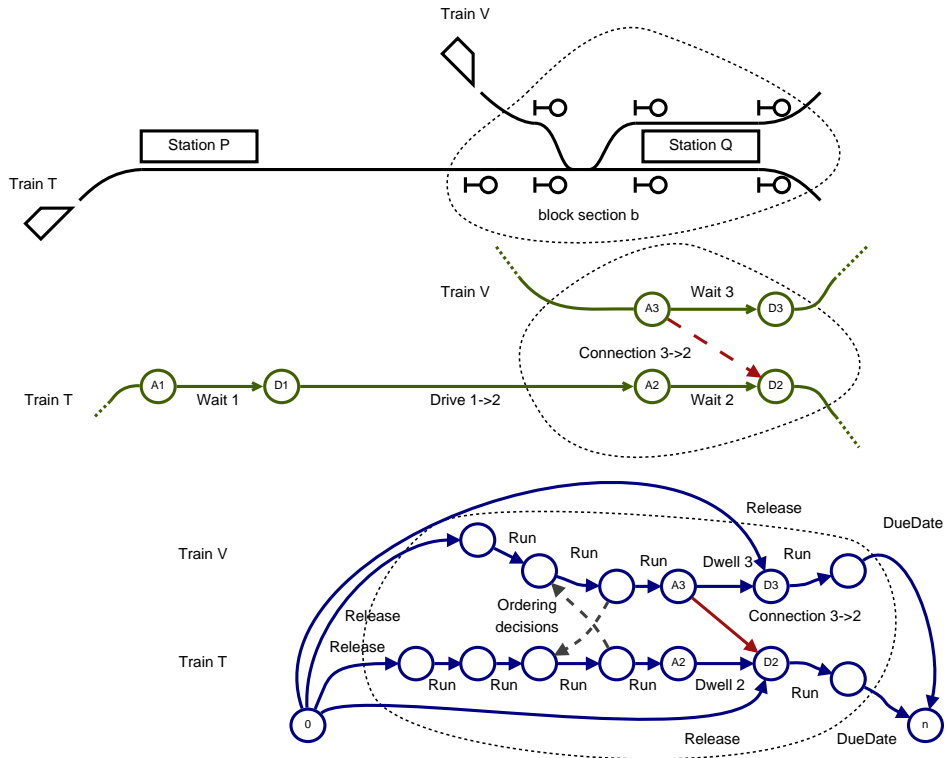 Train V
Station P
Station Q
Train T
block section b
Train V
Wait 3
A3
D3
Connection 3->2
Train T
A1
D1
A2
D2
Wait 1
Drive 1->2
Wait 2
Release
DueDate
Train V
Run
Run
Run
Dwell 3
Run
A3
D3
Release
Ordering
decisions
Connection 3->2
Release
Train T
A2
D2
Run
Run
Run
Run
Dwell 2
Run
0
n
Release
DueDate